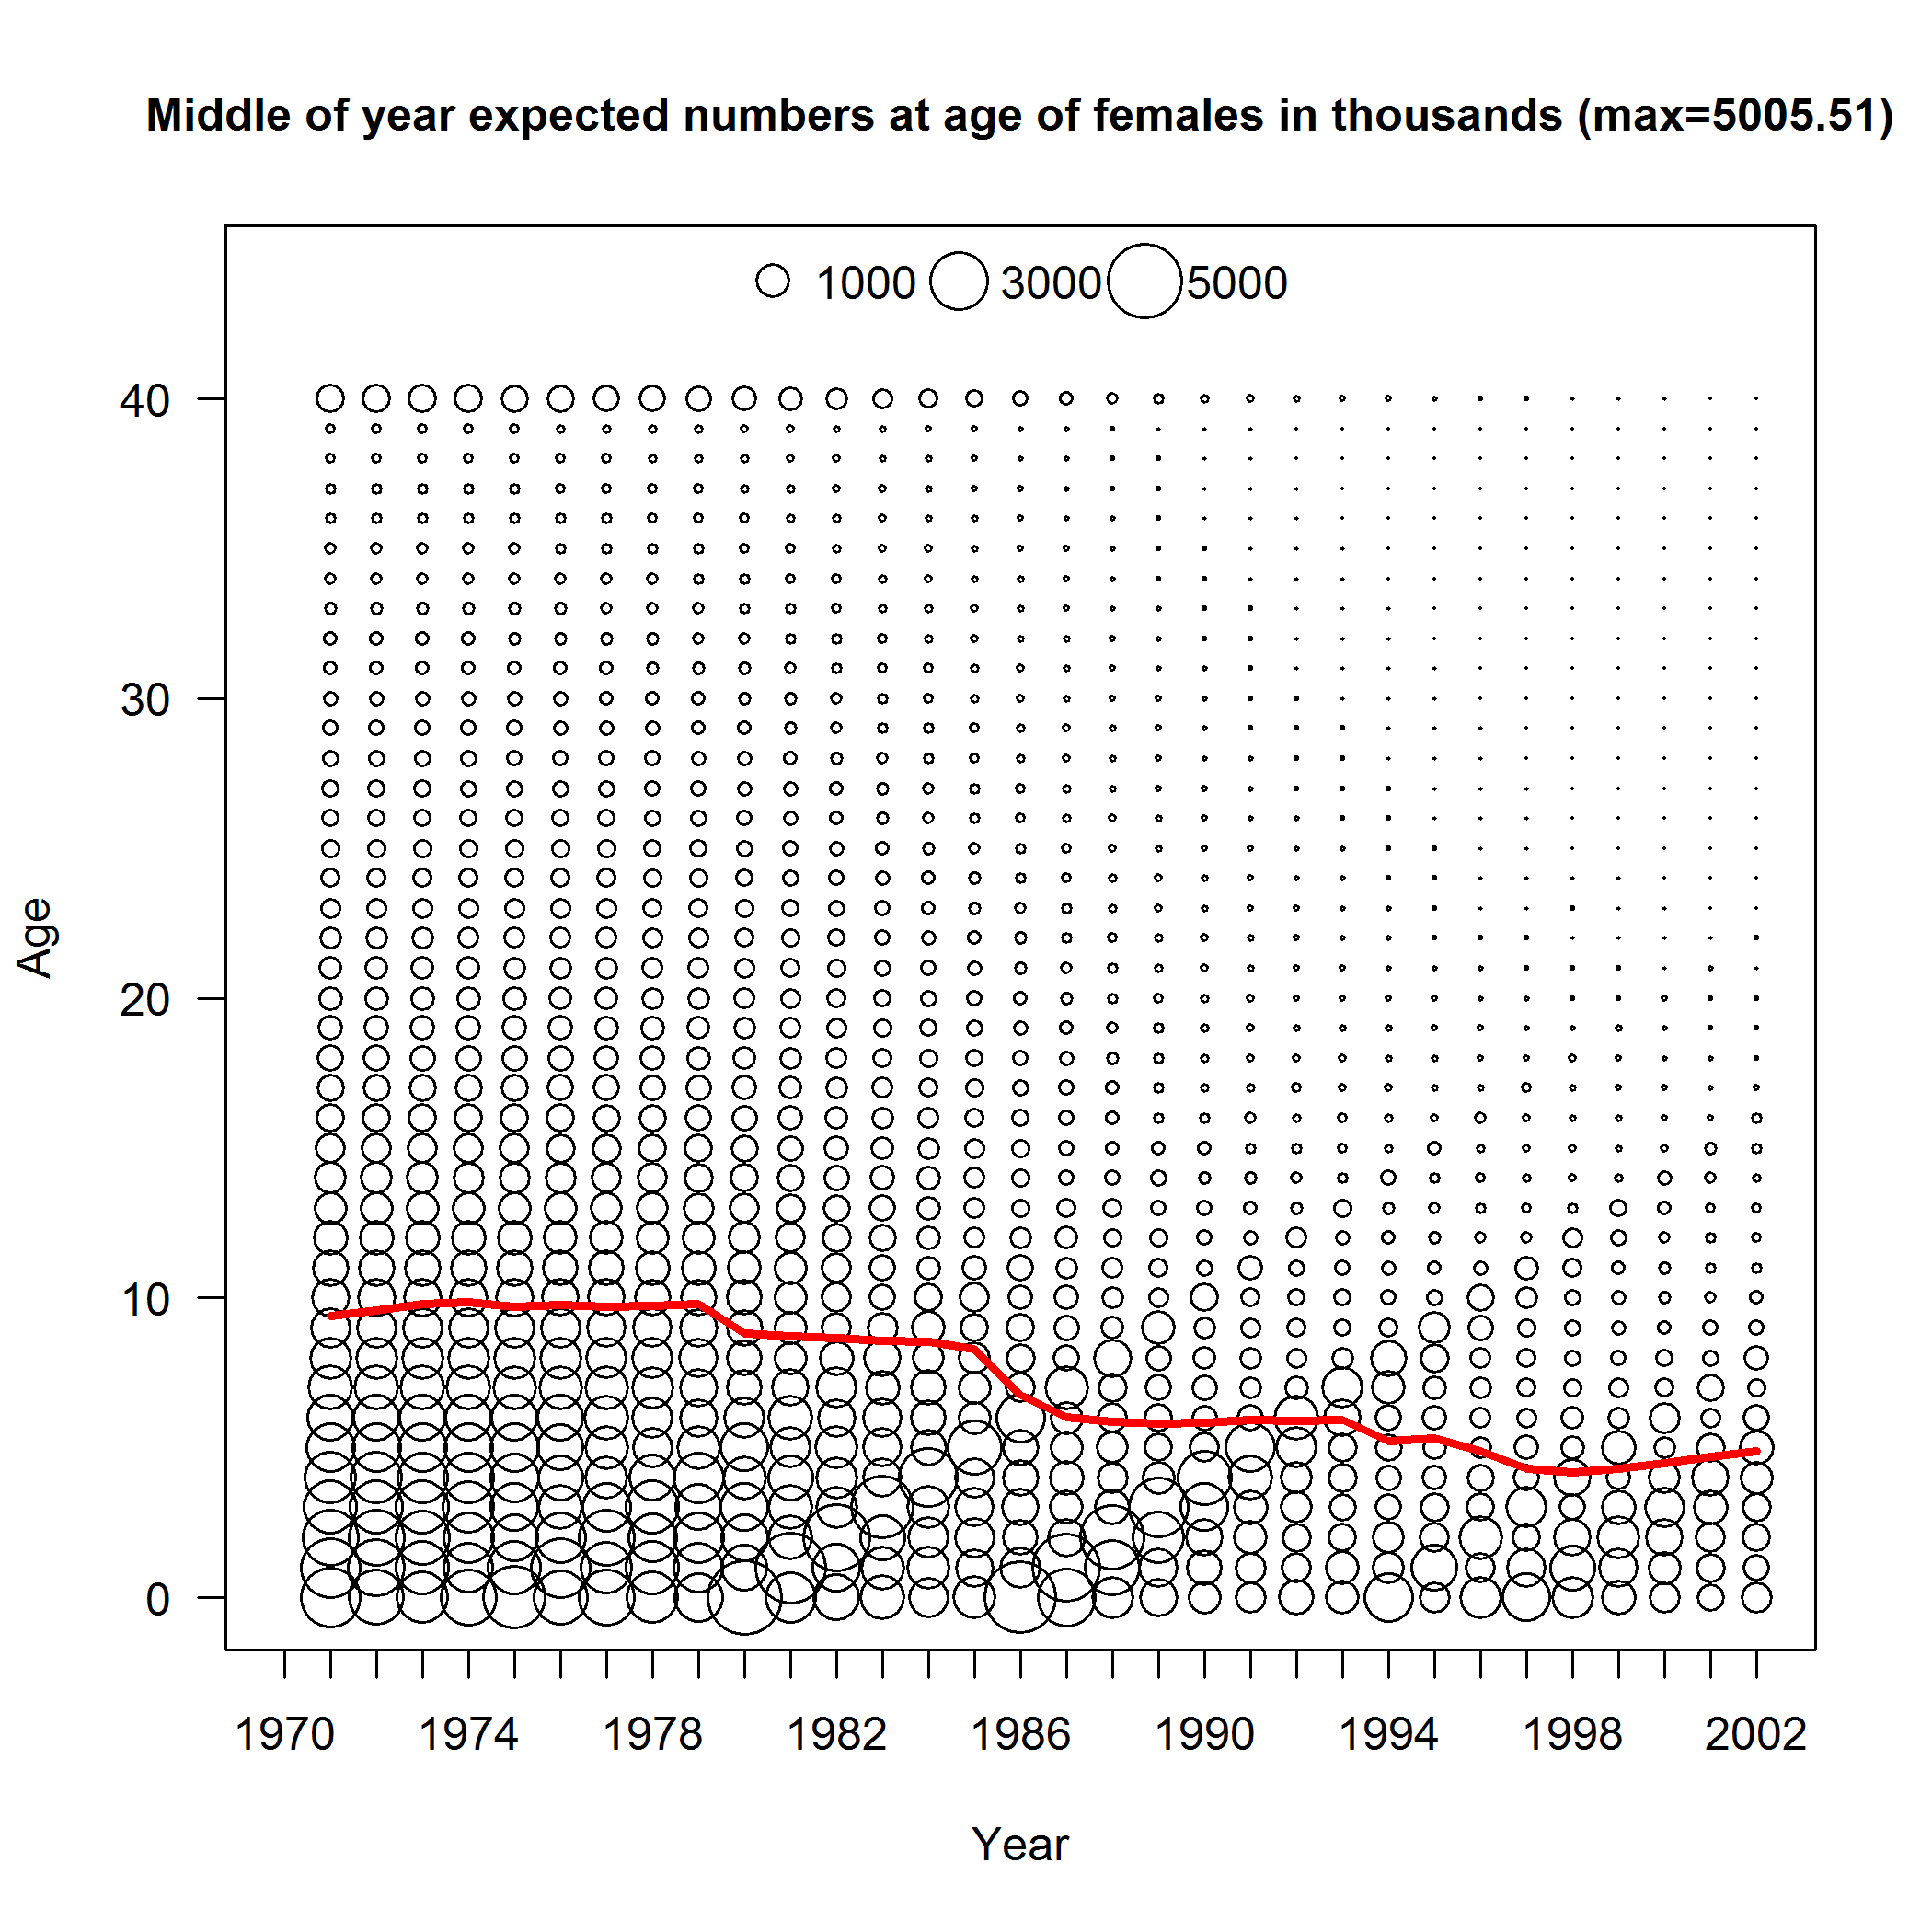 Middle of year expected numbers at age of females in thousands (max=5005.51)
1000 3000 5000
40
30
20
10
0
Age
1970 1974 1978 1982 1986 1990 1994 1998 2002
Year